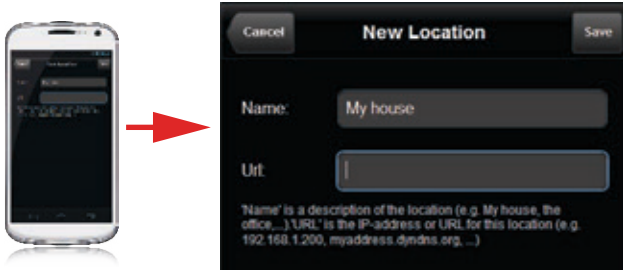 Cancel New Location Save
Name: My house
Url:
'Name' is a description of the location (e.g. My house, the
office,...).'URL' is the IP-address or URL for this location (e.g.
192.168.1.200, myaddress.dyndns.org, ...)